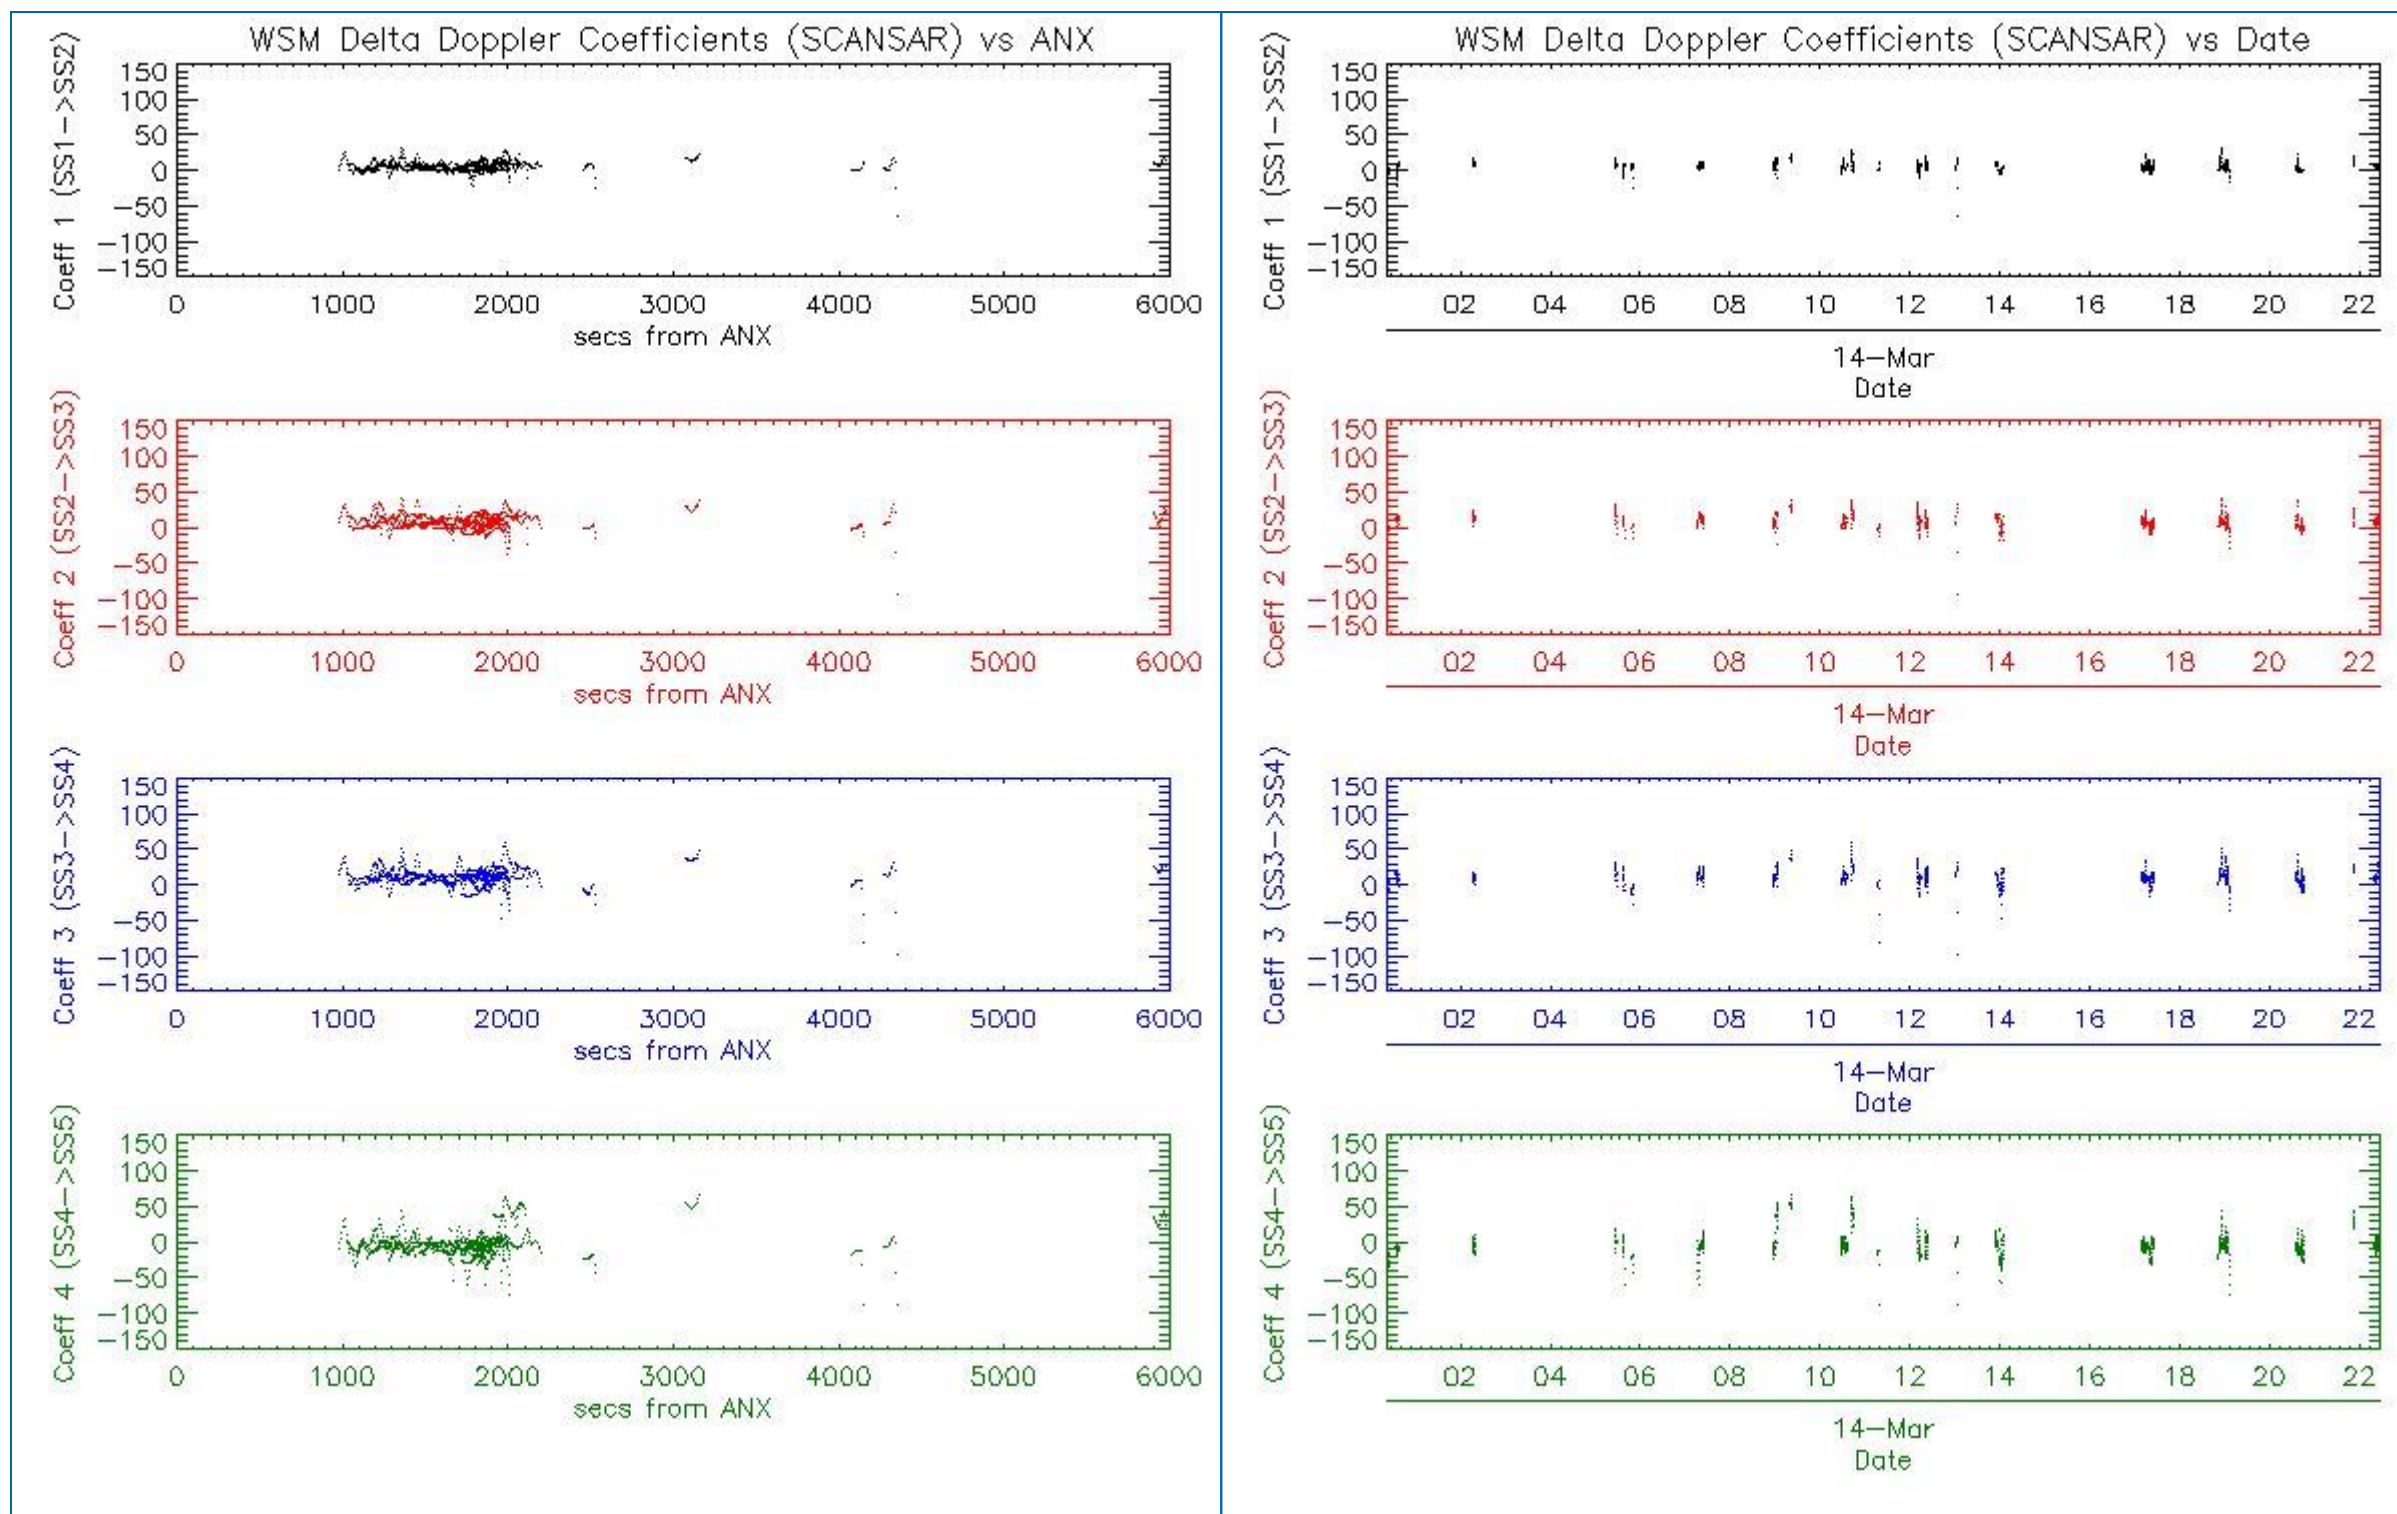 WSM Delta Doppler Coefficients (SCANSAR) vs ANX
Coeff 1 (SS1->SS2)
150
100
50
0
-50
-100
-150
0 1000 2000 3000 4000 5000 6000
secs from ANX
Coeff 2 (SS2->SS3)
150
100
50
0
-50
-100
-150
0 1000 2000 3000 4000 5000 6000
secs from ANX
Coeff 3 (SS3->SS4)
150
100
50
0
-50
-100
-150
0 1000 2000 3000 4000 5000 6000
secs from ANX
Coeff 4 (SS4->SS5)
150
100
50
0
-50
-100
-150
0 1000 2000 3000 4000 5000 6000
secs from ANX
WSM Delta Doppler Coefficients (SCANSAR) vs Date
Coeff 1 (SS1->SS2)
150
100
50
0
-50
-100
-150
02 04 06 08 10 12 14 16 18 20 22
14-Mar
Date
Coeff 2 (SS2->SS3)
150
100
50
0
-50
-100
-150
02 04 06 08 10 12 14 16 18 20 22
14-Mar
Date
Coeff 3 (SS3->SS4)
150
100
50
0
-50
-100
-150
02 04 06 08 10 12 14 16 18 20 22
14-Mar
Date
Coeff 4 (SS4->SS5)
150
100
50
0
-50
-100
-150
02 04 06 08 10 12 14 16 18 20 22
14-Mar
Date